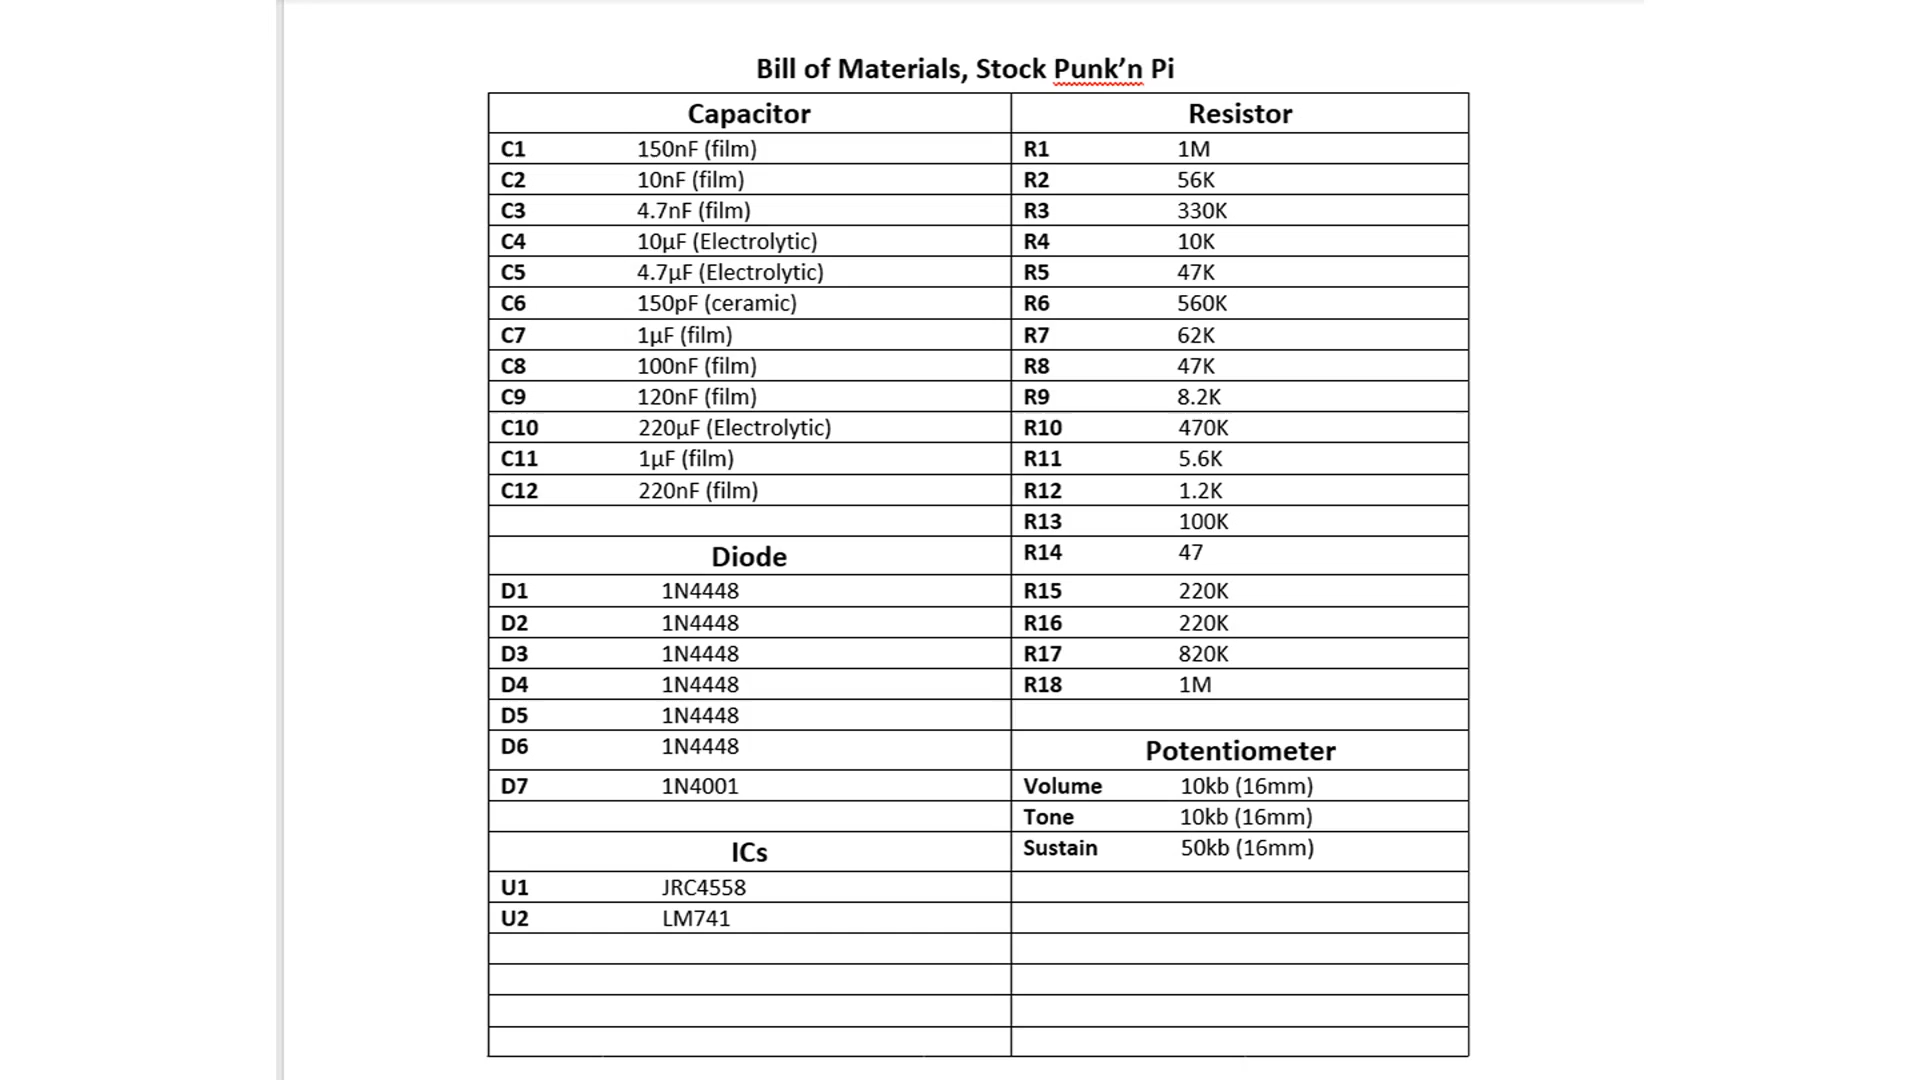 Bill of Materials, Stock Punk’n Pi
Capacitor Resistor
C1 150nF (film) R1 1M
C2 10nF (film) R2 56K
C3 4.7nF (film) R3 330K
C4 10µF (Electrolytic) R4 10K
C5 4.7µF (Electrolytic) R5 47K
C6 150pF (ceramic) R6 560K
C7 1µF (film) R7 62K
C8 100nF (film) R8 47K
C9 120nF (film) R9 8.2K
C10 220µF (Electrolytic) R10 470K
C11 1µF (film) R11 5.6K
C12 220nF (film) R12 1.2K
R13 100K
Diode R14 47
D1 1N4448 R15 220K
D2 1N4448 R16 220K
D3 1N4448 R17 820K
D4 1N4448 R18 1M
D5 1N4448
D6 1N4448 Potentiometer
D7 1N4001 Volume 10kb (16mm)
Tone 10kb (16mm)
ICs Sustain 50kb (16mm)
U1 JRC4558
U2 LM741